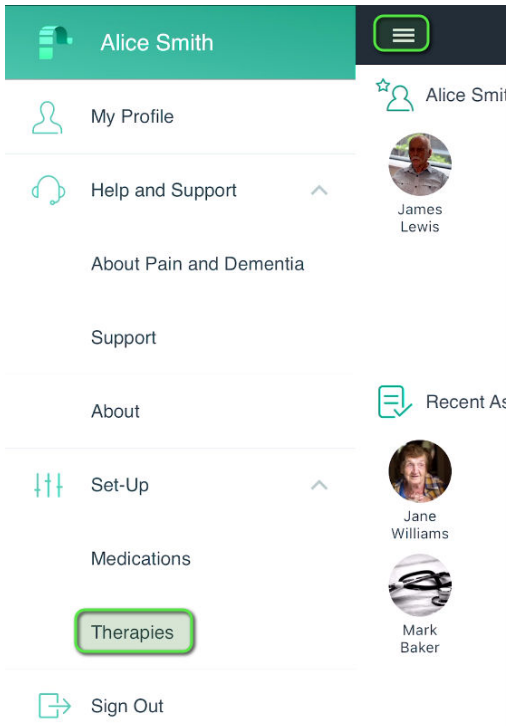 Alice Smith
My Profile
Help and Support
About Pain and Dementia
Support
About
Set-Up
Medications
Therapies
Sign Out
Alice Smit
James
Lewis
Recent As
Jane
Williams
Mark
Baker